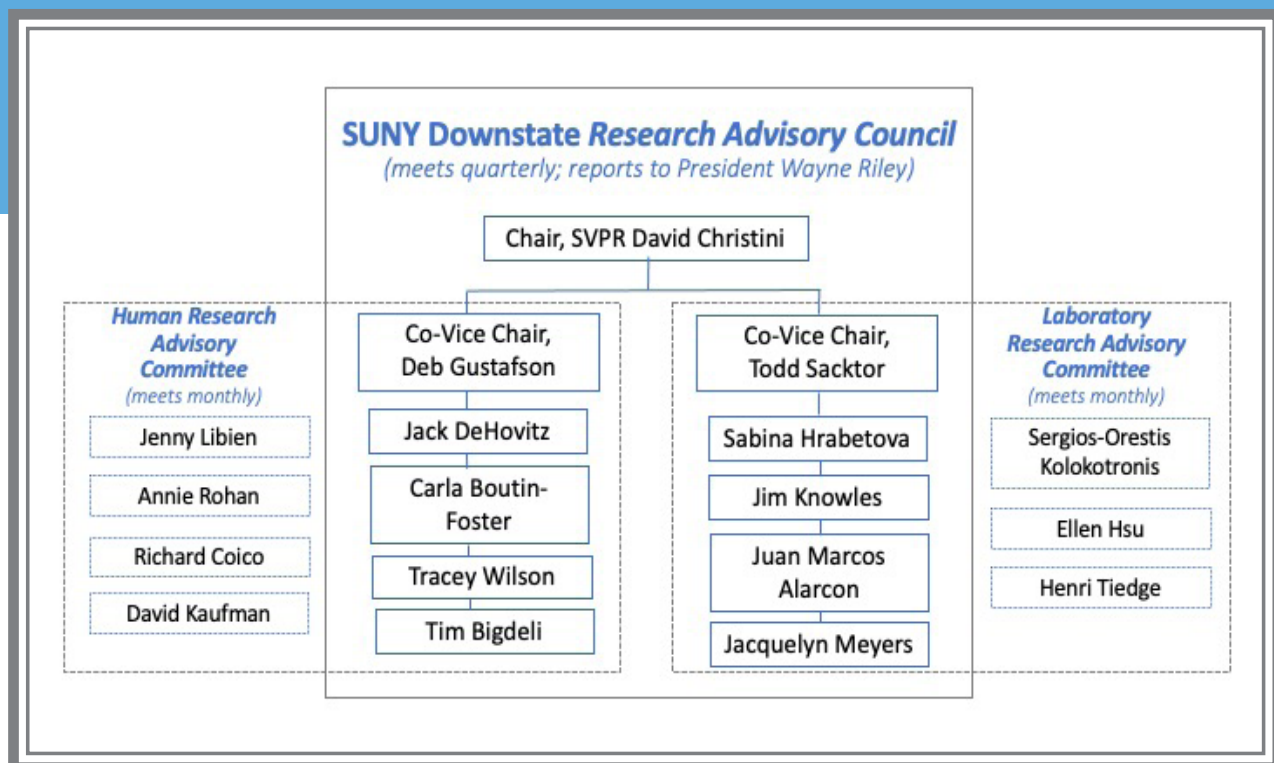 SUNY Downstate Research Advisory Council
(meets quarterly; reports to President Wayne Riley)
Chair, SVPR David Christini
Human Research
Advisory
Committee
(meets monthly)
Jenny Libien
Annie Rohan
Richard Coico
David Kaufman
Co-Vice Chair,
Deb Gustafson
Jack DeHovitz
Carla Boutin-
Foster
Tracey Wilson
Tim Bigdeli
Co-Vice Chair,
Todd Sacktor
Sabina Hrabetova
Jim Knowles
Juan Marcos
Alarcon
Jacquelyn Meyers
Laboratory
Research Advisory
Committee
(meets monthly)
Sergios-Orestis
Kolokotronis
Ellen Hsu
Henri Tiedge